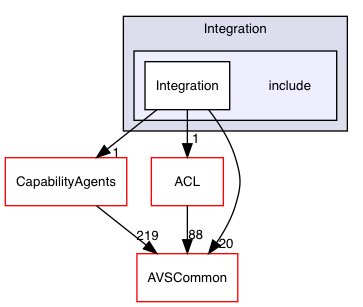 Integration
Integration
include
1
1
CapabilityAgents
ACL
219
88
20
AVSCommon